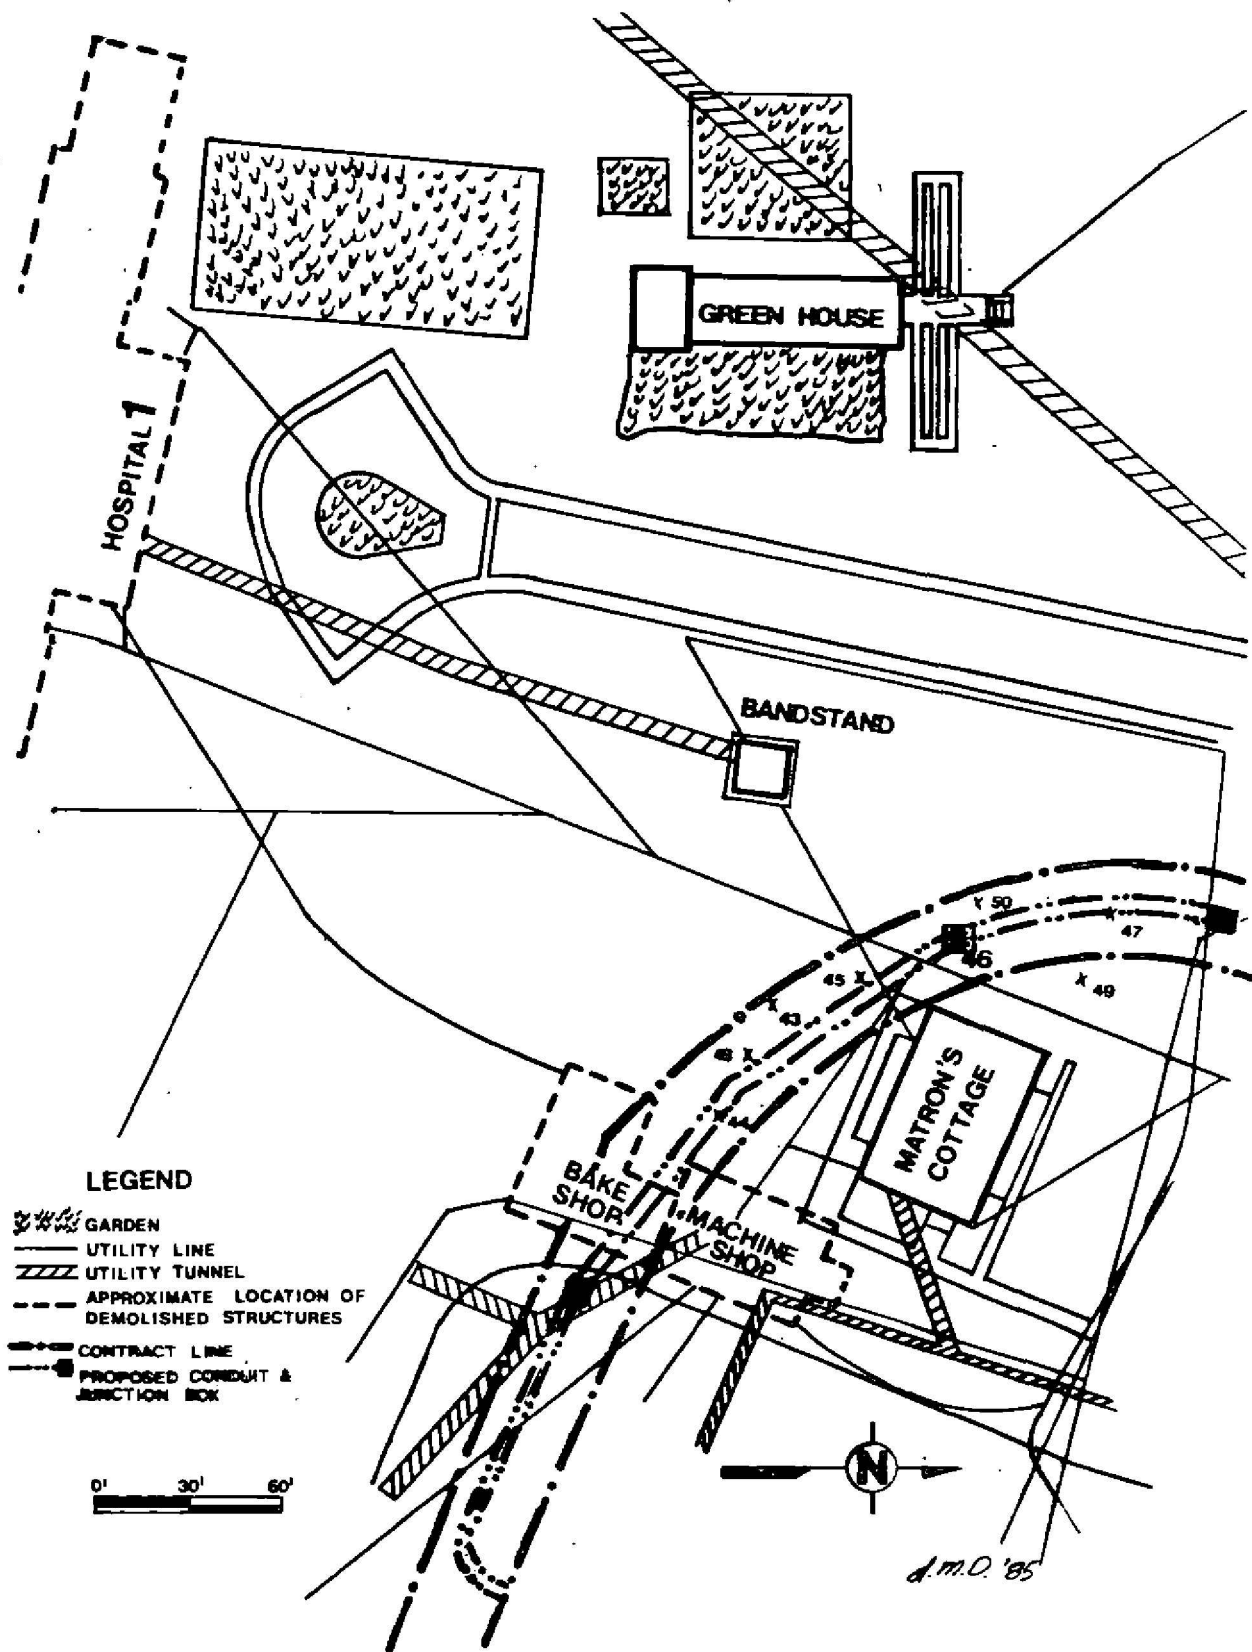 GREEN HOUSE
HOSPITAL 1
BANDSTAND
50
47
46
45
49
43
48
44
MATRON'S
COTTAGE
BAKE
SHOP
MACHINE
SHOP
LEGEND
GARDEN
UTILITY LINE
UTILITY TUNNEL
APPROXIMATE LOCATION OF
DEMOLISHED STRUCTURES
CONTRACT LINE
PROPOSED CONDUIT &
JUNCTION BOX
0' 30' 60'
N
d.m.O. '85